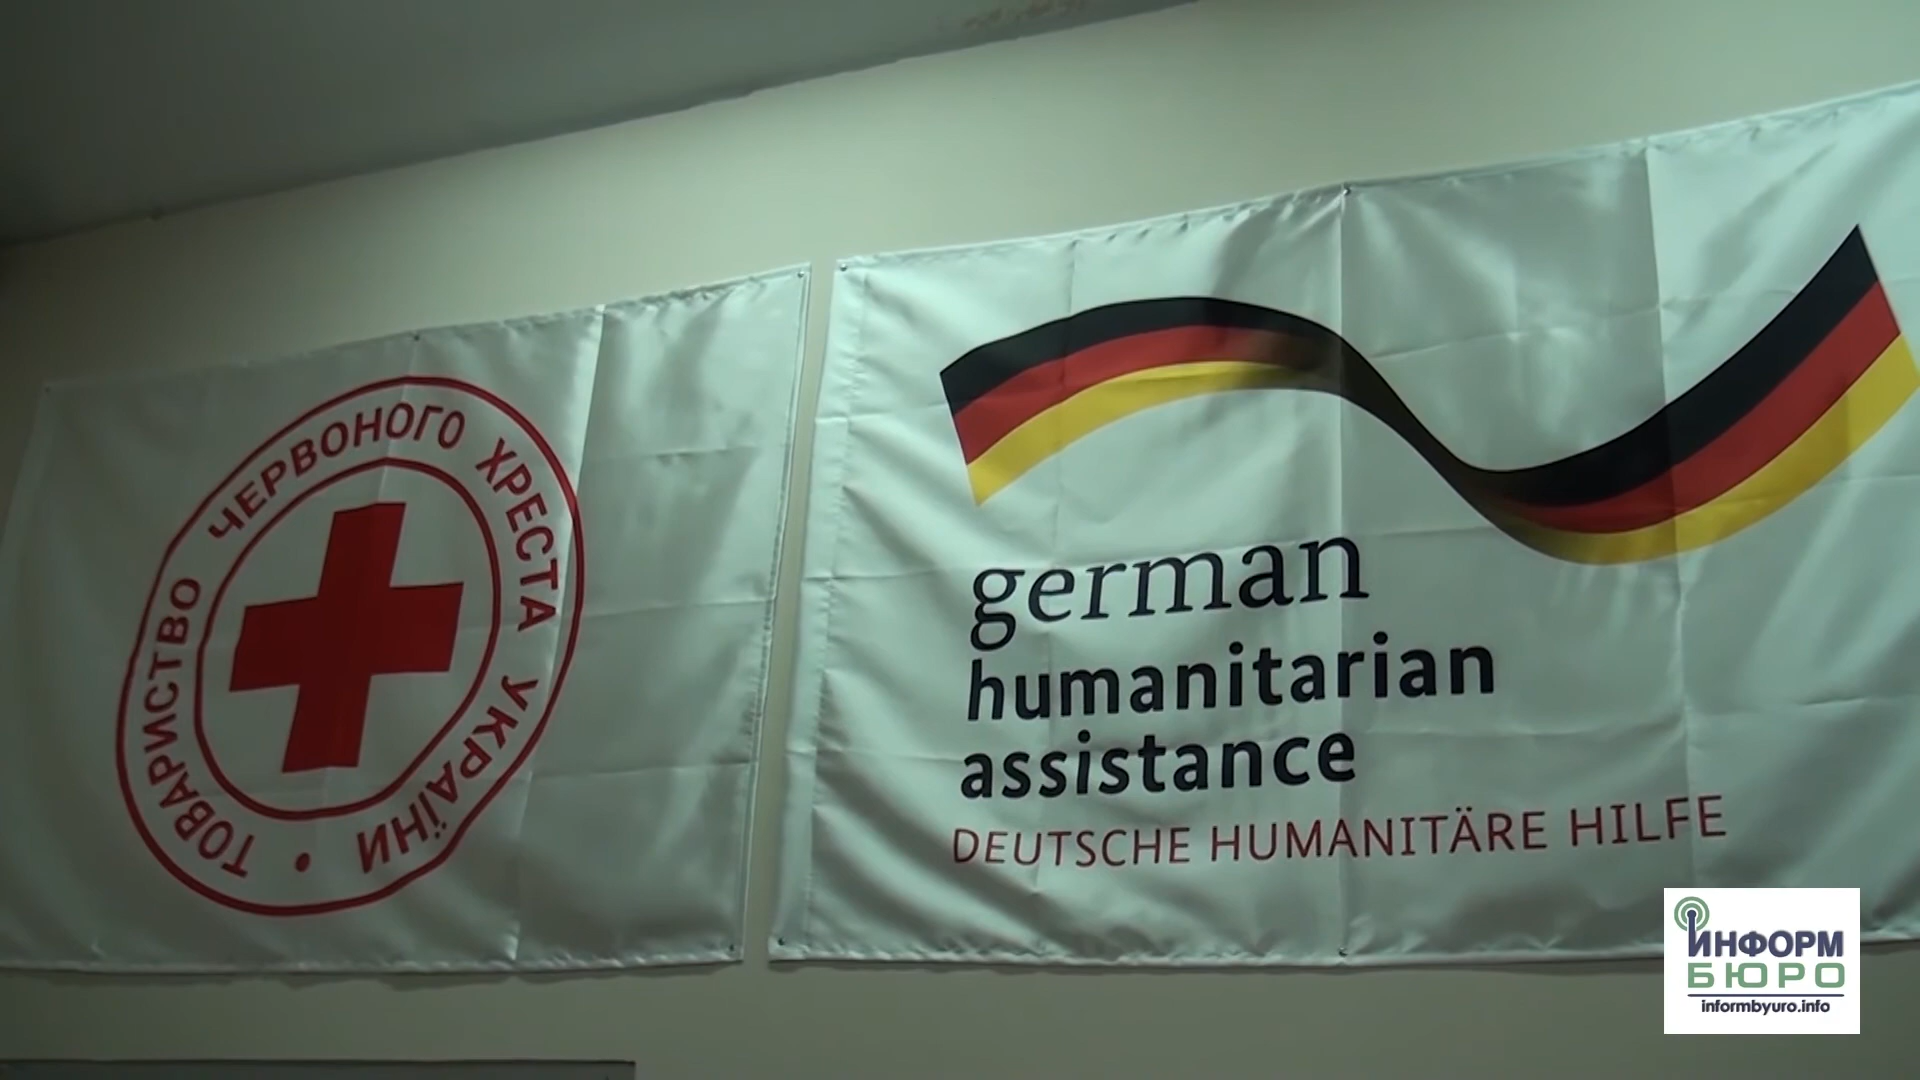 ТОВАРИСТВО ЧЕРВОНОГО ХРЕСТА УКРАЇНИ •
german
humanitarian
assistance
DEUTSCHE HUMANITÄRE HILFE
ИНФОРМ
БЮРО
informbyuro.info